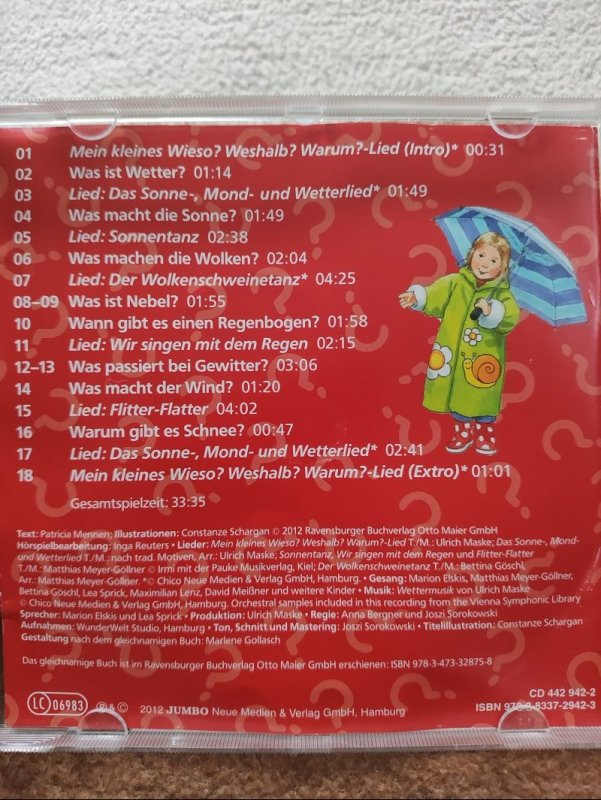 01 Mein kleines Wieso? Weshalb? Warum?-Lied (Intro)* 00:31
02 Was ist Wetter? 01:14
03 Lied: Das Sonne-, Mond- und Wetterlied* 01:49
04 Was macht die Sonne? 01:49
05 Lied: Sonnentanz 02:38
06 Was machen die Wolken? 02:04
07 Lied: Der Wolkenschweinetanz* 04:25
08–09 Was ist Nebel? 01:55
10 Wann gibt es einen Regenbogen? 01:58
11 Lied: Wir singen mit dem Regen 02:15
12–13 Was passiert bei Gewitter? 03:06
14 Was macht der Wind? 01:20
15 Lied: Flitter-Flatter 04:02
16 Warum gibt es Schnee? 00:47
17 Lied: Das Sonne-, Mond- und Wetterlied* 02:41
18 Mein kleines Wieso? Weshalb? Warum?-Lied (Extro)* 01:01
Gesamtspielzeit: 33:35
Text: Patricia Mennen; Illustrationen: Constanze Schargan © 2012 Ravensburger Buchverlag Otto Maier GmbH
Hörspielbearbeitung: Inga Reuters • Lieder: Mein kleines Wieso? Weshalb? Warum?-Lied T./M.: Ulrich Maske; Das Sonne-, Mond-
und Wetterlied T./M.: nach trad. Motiven, Arr.: Ulrich Maske; Sonnentanz, Wir singen mit dem Regen und Flitter-Flatter
T./M.: Matthias Meyer-Göllner © Irmi mit der Pauke Musikverlag, Kiel; Der Wolkenschweinetanz T./M.: Bettina Göschl,
Arr.: Matthias Meyer-Göllner. *© Chico Neue Medien & Verlag GmbH, Hamburg. • Gesang: Marion Elskis, Matthias Meyer-Göllner,
Bettina Göschl, Lea Sprick, Maximilian Lenz, David Meißner und weitere Kinder • Musik: Wettermusik von Ulrich Maske
© Chico Neue Medien & Verlag GmbH, Hamburg. Orchestral samples included in this recording from the Vienna Symphonic Library
Sprecher: Marion Elskis und Lea Sprick • Produktion: Ulrich Maske • Regie: Anna Bergner und Joszi Sorokowski
Aufnahmen: WunderWelt Studio, Hamburg • Ton, Schnitt und Mastering: Joszi Sorokowski • Titelillustration: Constanze Schargan
Gestaltung nach dem gleichnamigen Buch: Marlene Gollasch
Das gleichnamige Buch ist im Ravensburger Buchverlag Otto Maier GmbH erschienen: ISBN 978-3-473-32875-8
CD 442 942-2
ISBN 978-3-8337-2942-3
LC 06983 ℗ & © 2012 JUMBO Neue Medien & Verlag GmbH, Hamburg